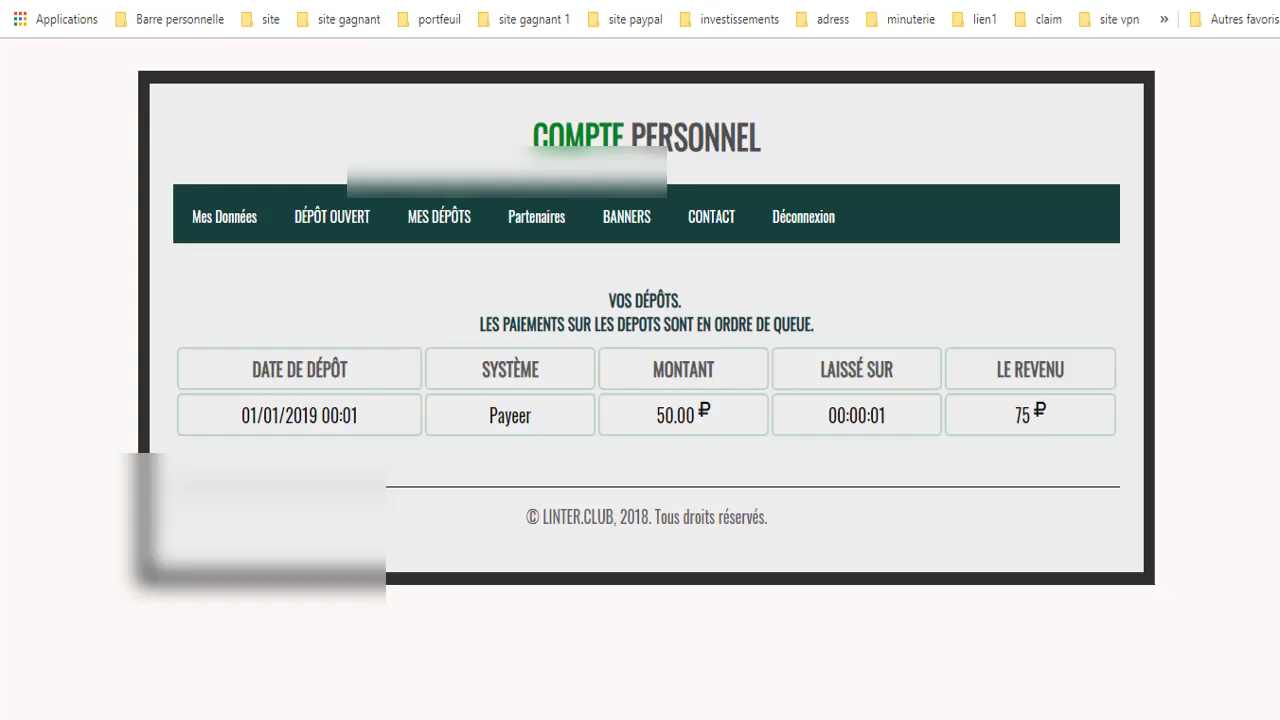 Applications Barre personnelle site site gagnant portfeuil site gagnant 1 site paypal investissements adress minuterie lien1 claim site vpn » Autres favoris
COMPTE PERSONNEL
Mes Données DÉPÔT OUVERT MES DÉPÔTS Partenaires BANNERS CONTACT Déconnexion
VOS DÉPÔTS.
LES PAIEMENTS SUR LES DEPOTS SONT EN ORDRE DE QUEUE.
DATE DE DÉPÔT SYSTÈME MONTANT LAISSÉ SUR LE REVENU
01/01/2019 00:01 Payeer 50.00 ₽ 00:00:01 75 ₽
© LINTER.CLUB, 2018. Tous droits réservés.